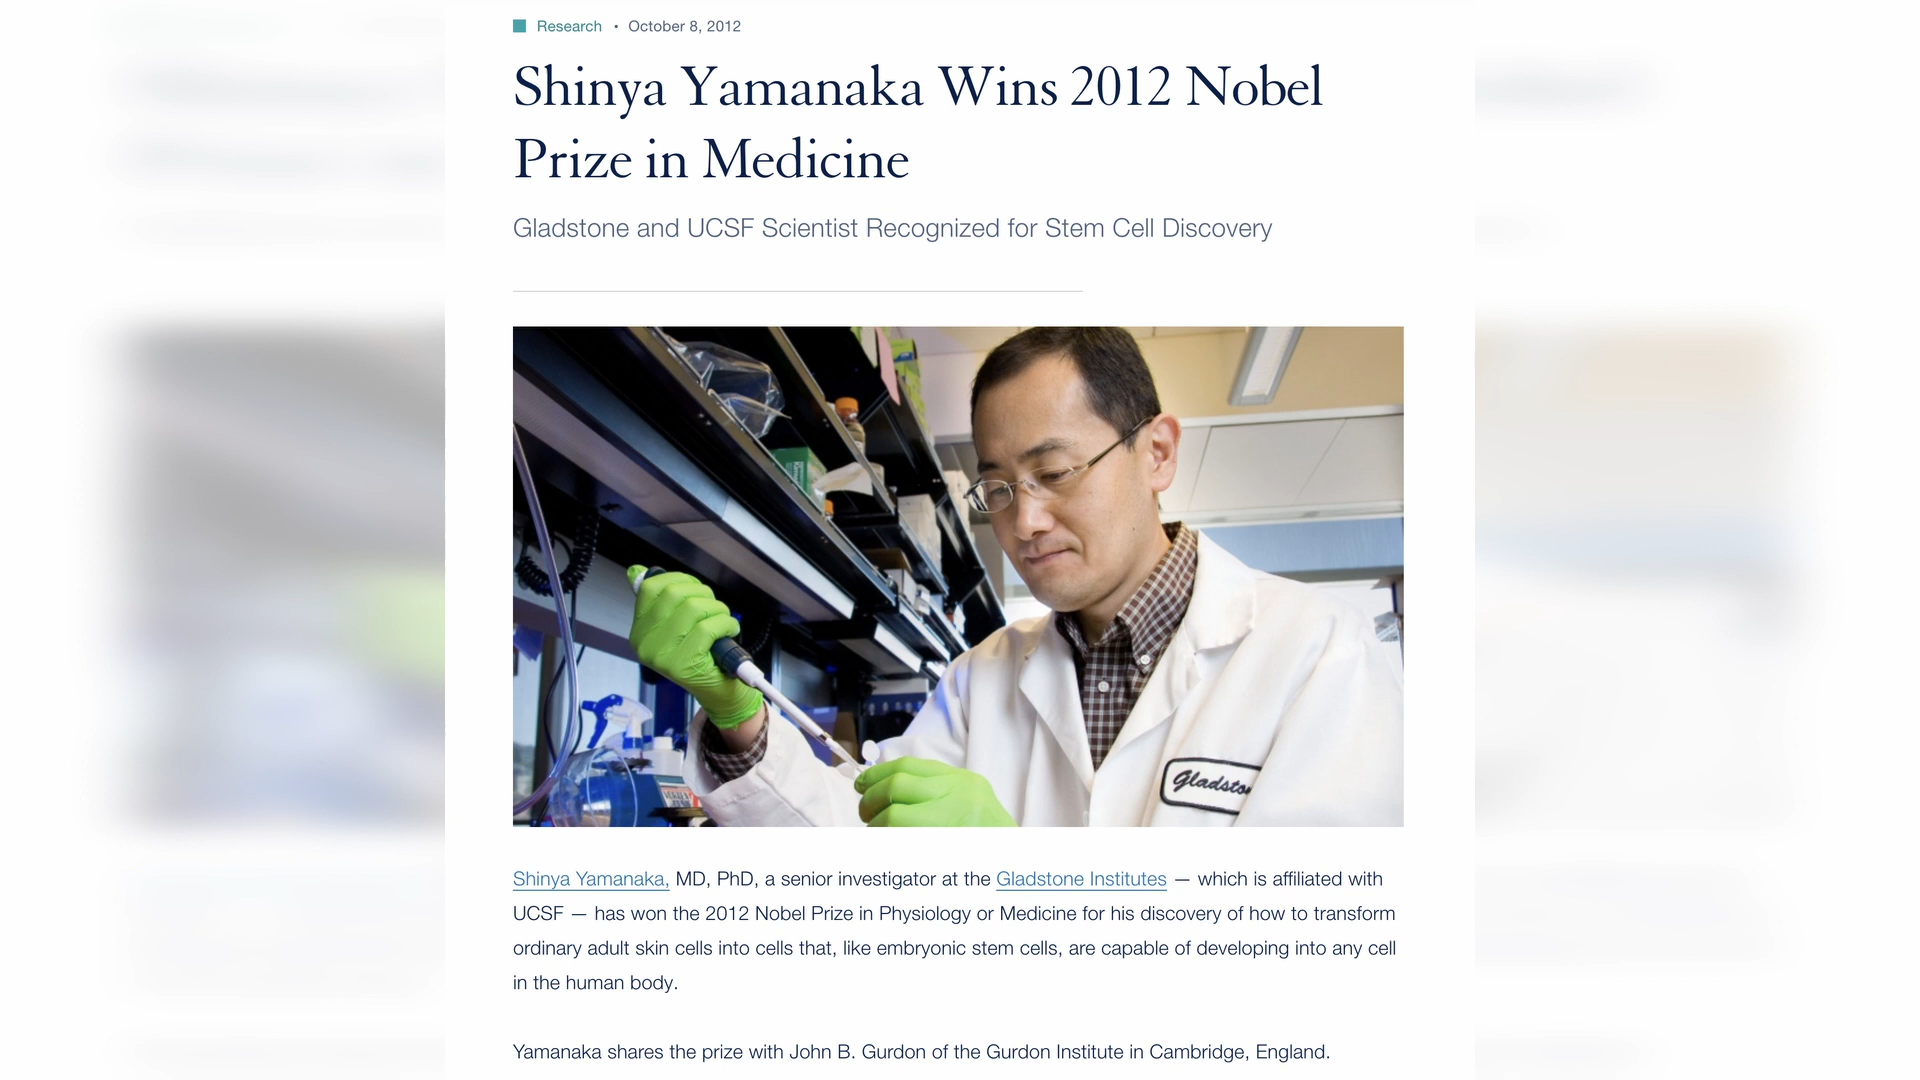 Research • October 8, 2012
Shinya Yamanaka Wins 2012 Nobel
Prize in Medicine
Gladstone and UCSF Scientist Recognized for Stem Cell Discovery
Shinya Yamanaka, MD, PhD, a senior investigator at the Gladstone Institutes — which is affiliated with
UCSF — has won the 2012 Nobel Prize in Physiology or Medicine for his discovery of how to transform
ordinary adult skin cells into cells that, like embryonic stem cells, are capable of developing into any cell
in the human body.
Yamanaka shares the prize with John B. Gurdon of the Gurdon Institute in Cambridge, England.